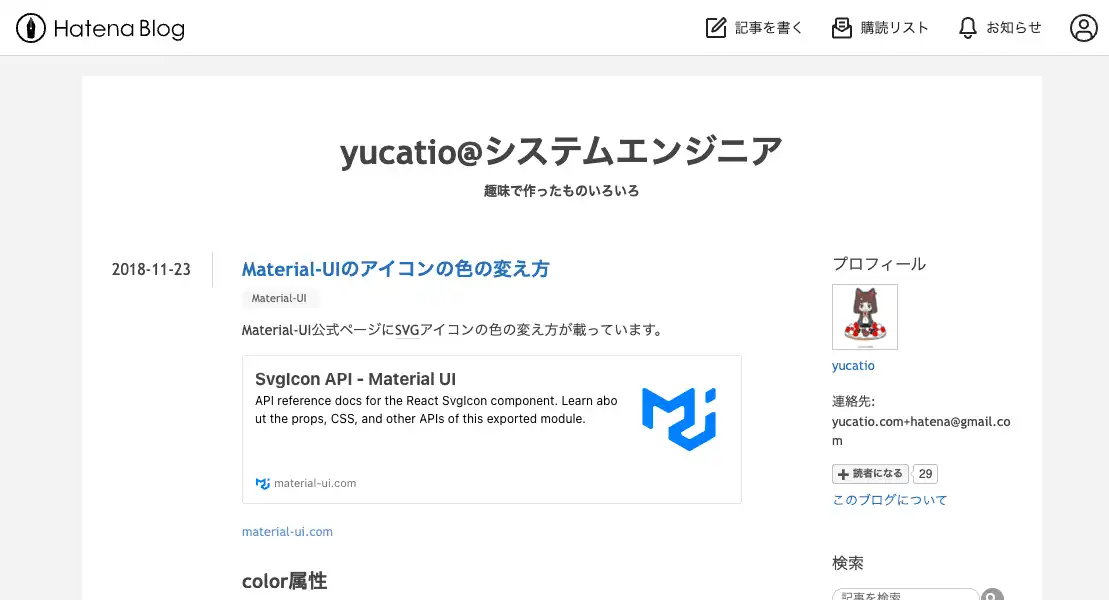 Hatena Blog
記事を書く
購読リスト
お知らせ
yucatio@システムエンジニア
趣味で作ったものいろいろ
2018-11-23
Material-UIのアイコンの色の変え方
Material-UI
Material-UI公式ページにSVGアイコンの色の変え方が載っています。
SvgIcon API - Material UI
API reference docs for the React SvgIcon component. Learn abo
ut the props, CSS, and other APIs of this exported module.
material-ui.com
material-ui.com
color属性
プロフィール
yucatio
連絡先:
yucatio.com+hatena@gmail.co
m
読者になる 29
このブログについて
検索
記事を検索